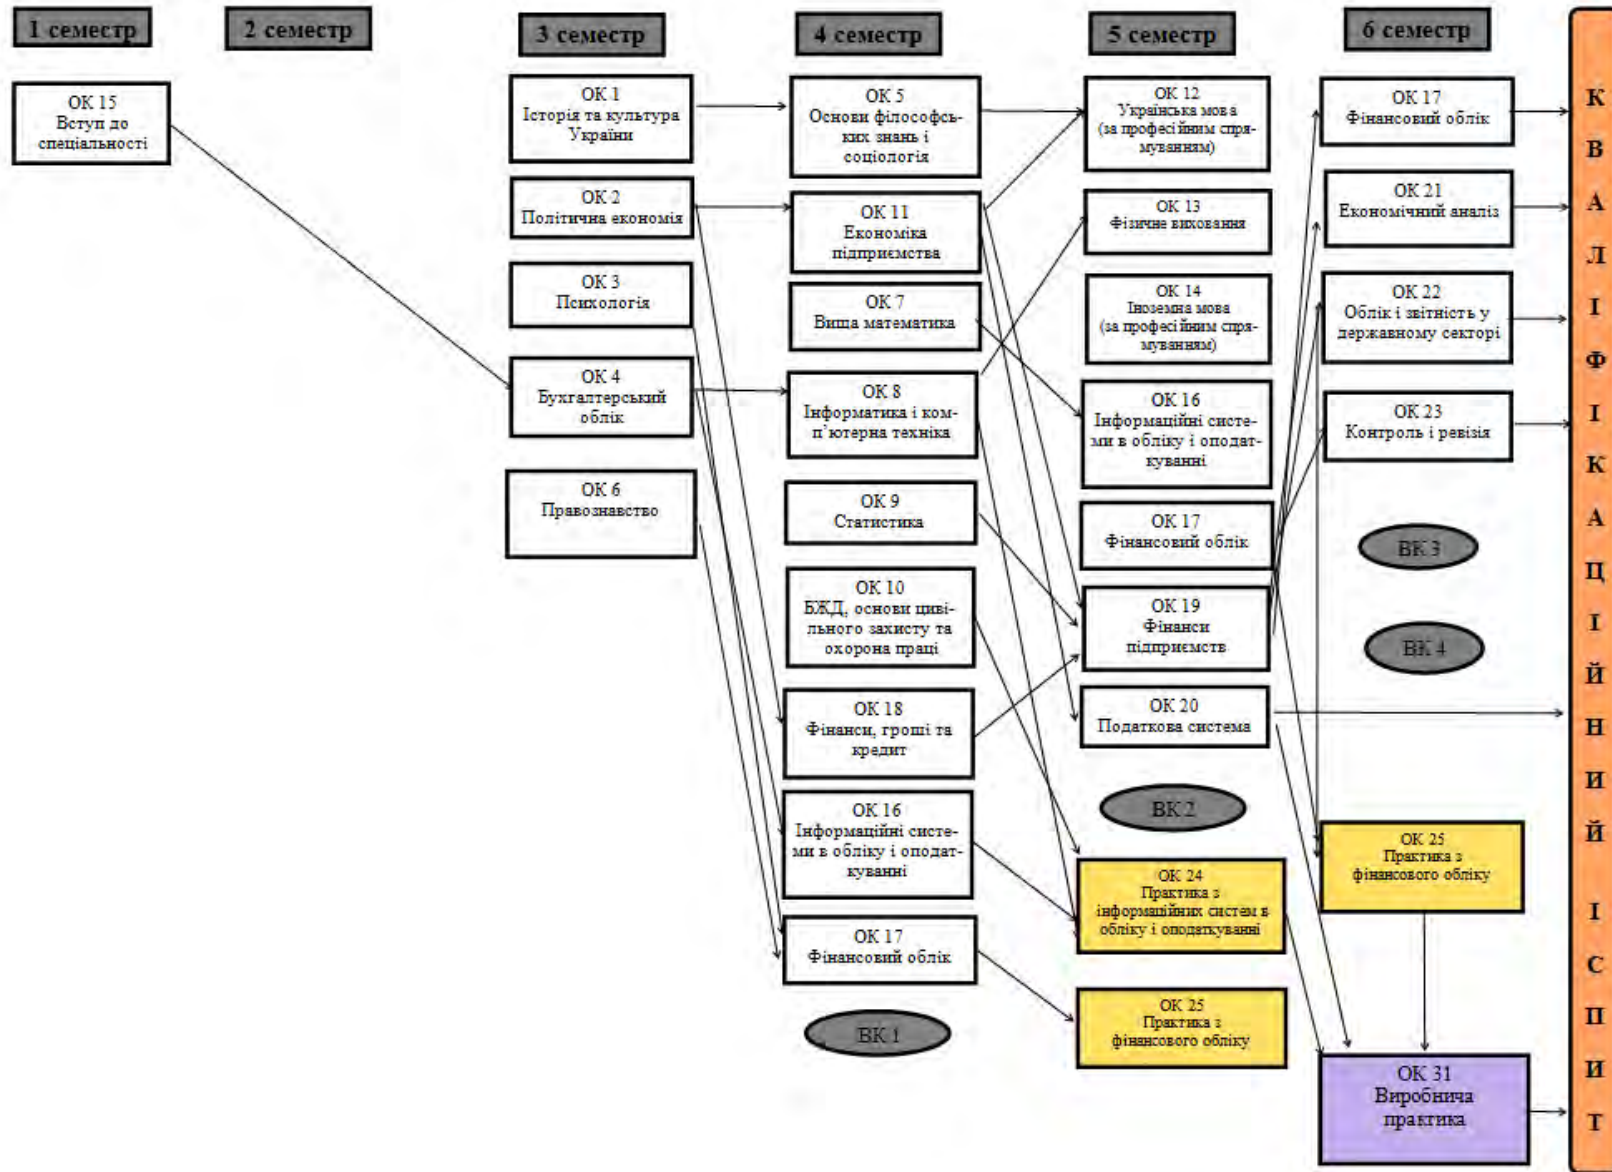 1 семестр
2 семестр
3 семестр
4 семестр
5 семестр
6 семестр
ОК 15
Вступ до
спеціальності
ОК 1
Історія та культура
України
ОК 2
Політична економія
ОК 3
Психологія
ОК 4
Бухгалтерський
облік
ОК 6
Правознавство
ОК 5
Основи філософсь-
ких знань і
соціологія
ОК 11
Економіка
підприємства
ОК 7
Вища математика
ОК 8
Інформатика і ком-
п’ютерна техніка
ОК 9
Статистика
ОК 10
БЖД, основи циві-
льного захисту та
охорона праці
ОК 18
Фінанси, гроші та
кредит
ОК 16
Інформаційні систе-
ми в обліку і оподат-
куванні
ОК 17
Фінансовий облік
ВК 1
ОК 12
Українська мова
(за професійним спря-
муванням)
ОК 13
Фізичне виховання
ОК 14
Іноземна мова
(за професійним спря-
муванням)
ОК 16
Інформаційні систе-
ми в обліку і оподат-
куванні
ОК 17
Фінансовий облік
ОК 19
Фінанси
підприємств
ОК 20
Податкова система
ВК 2
ОК 24
Практика з
інформаційних систем в
обліку і оподаткуванні
ОК 25
Практика з
фінансового обліку
ОК 17
Фінансовий облік
ОК 21
Економічний аналіз
ОК 22
Облік і звітність у
державному секторі
ОК 23
Контроль і ревізія
ВК 3
ВК 4
ОК 25
Практика з
фінансового обліку
ОК 31
Виробнича
практика
К
В
А
Л
І
Ф
І
К
А
Ц
І
Й
Н
И
Й
І
С
П
И
Т